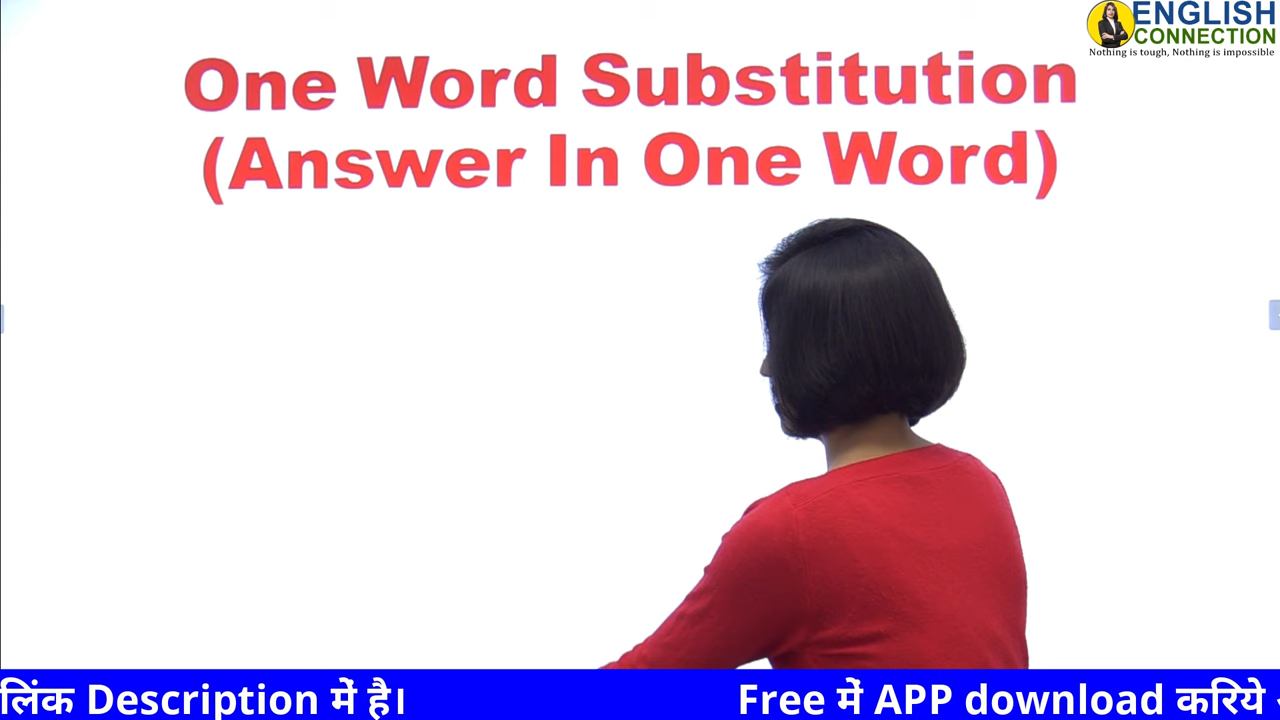 ENGLISH
CONNECTION
Nothing is tough, Nothing is impossible
One Word Substitution
(Answer In One Word)
लिंक Description में है। Free में APP download करिये